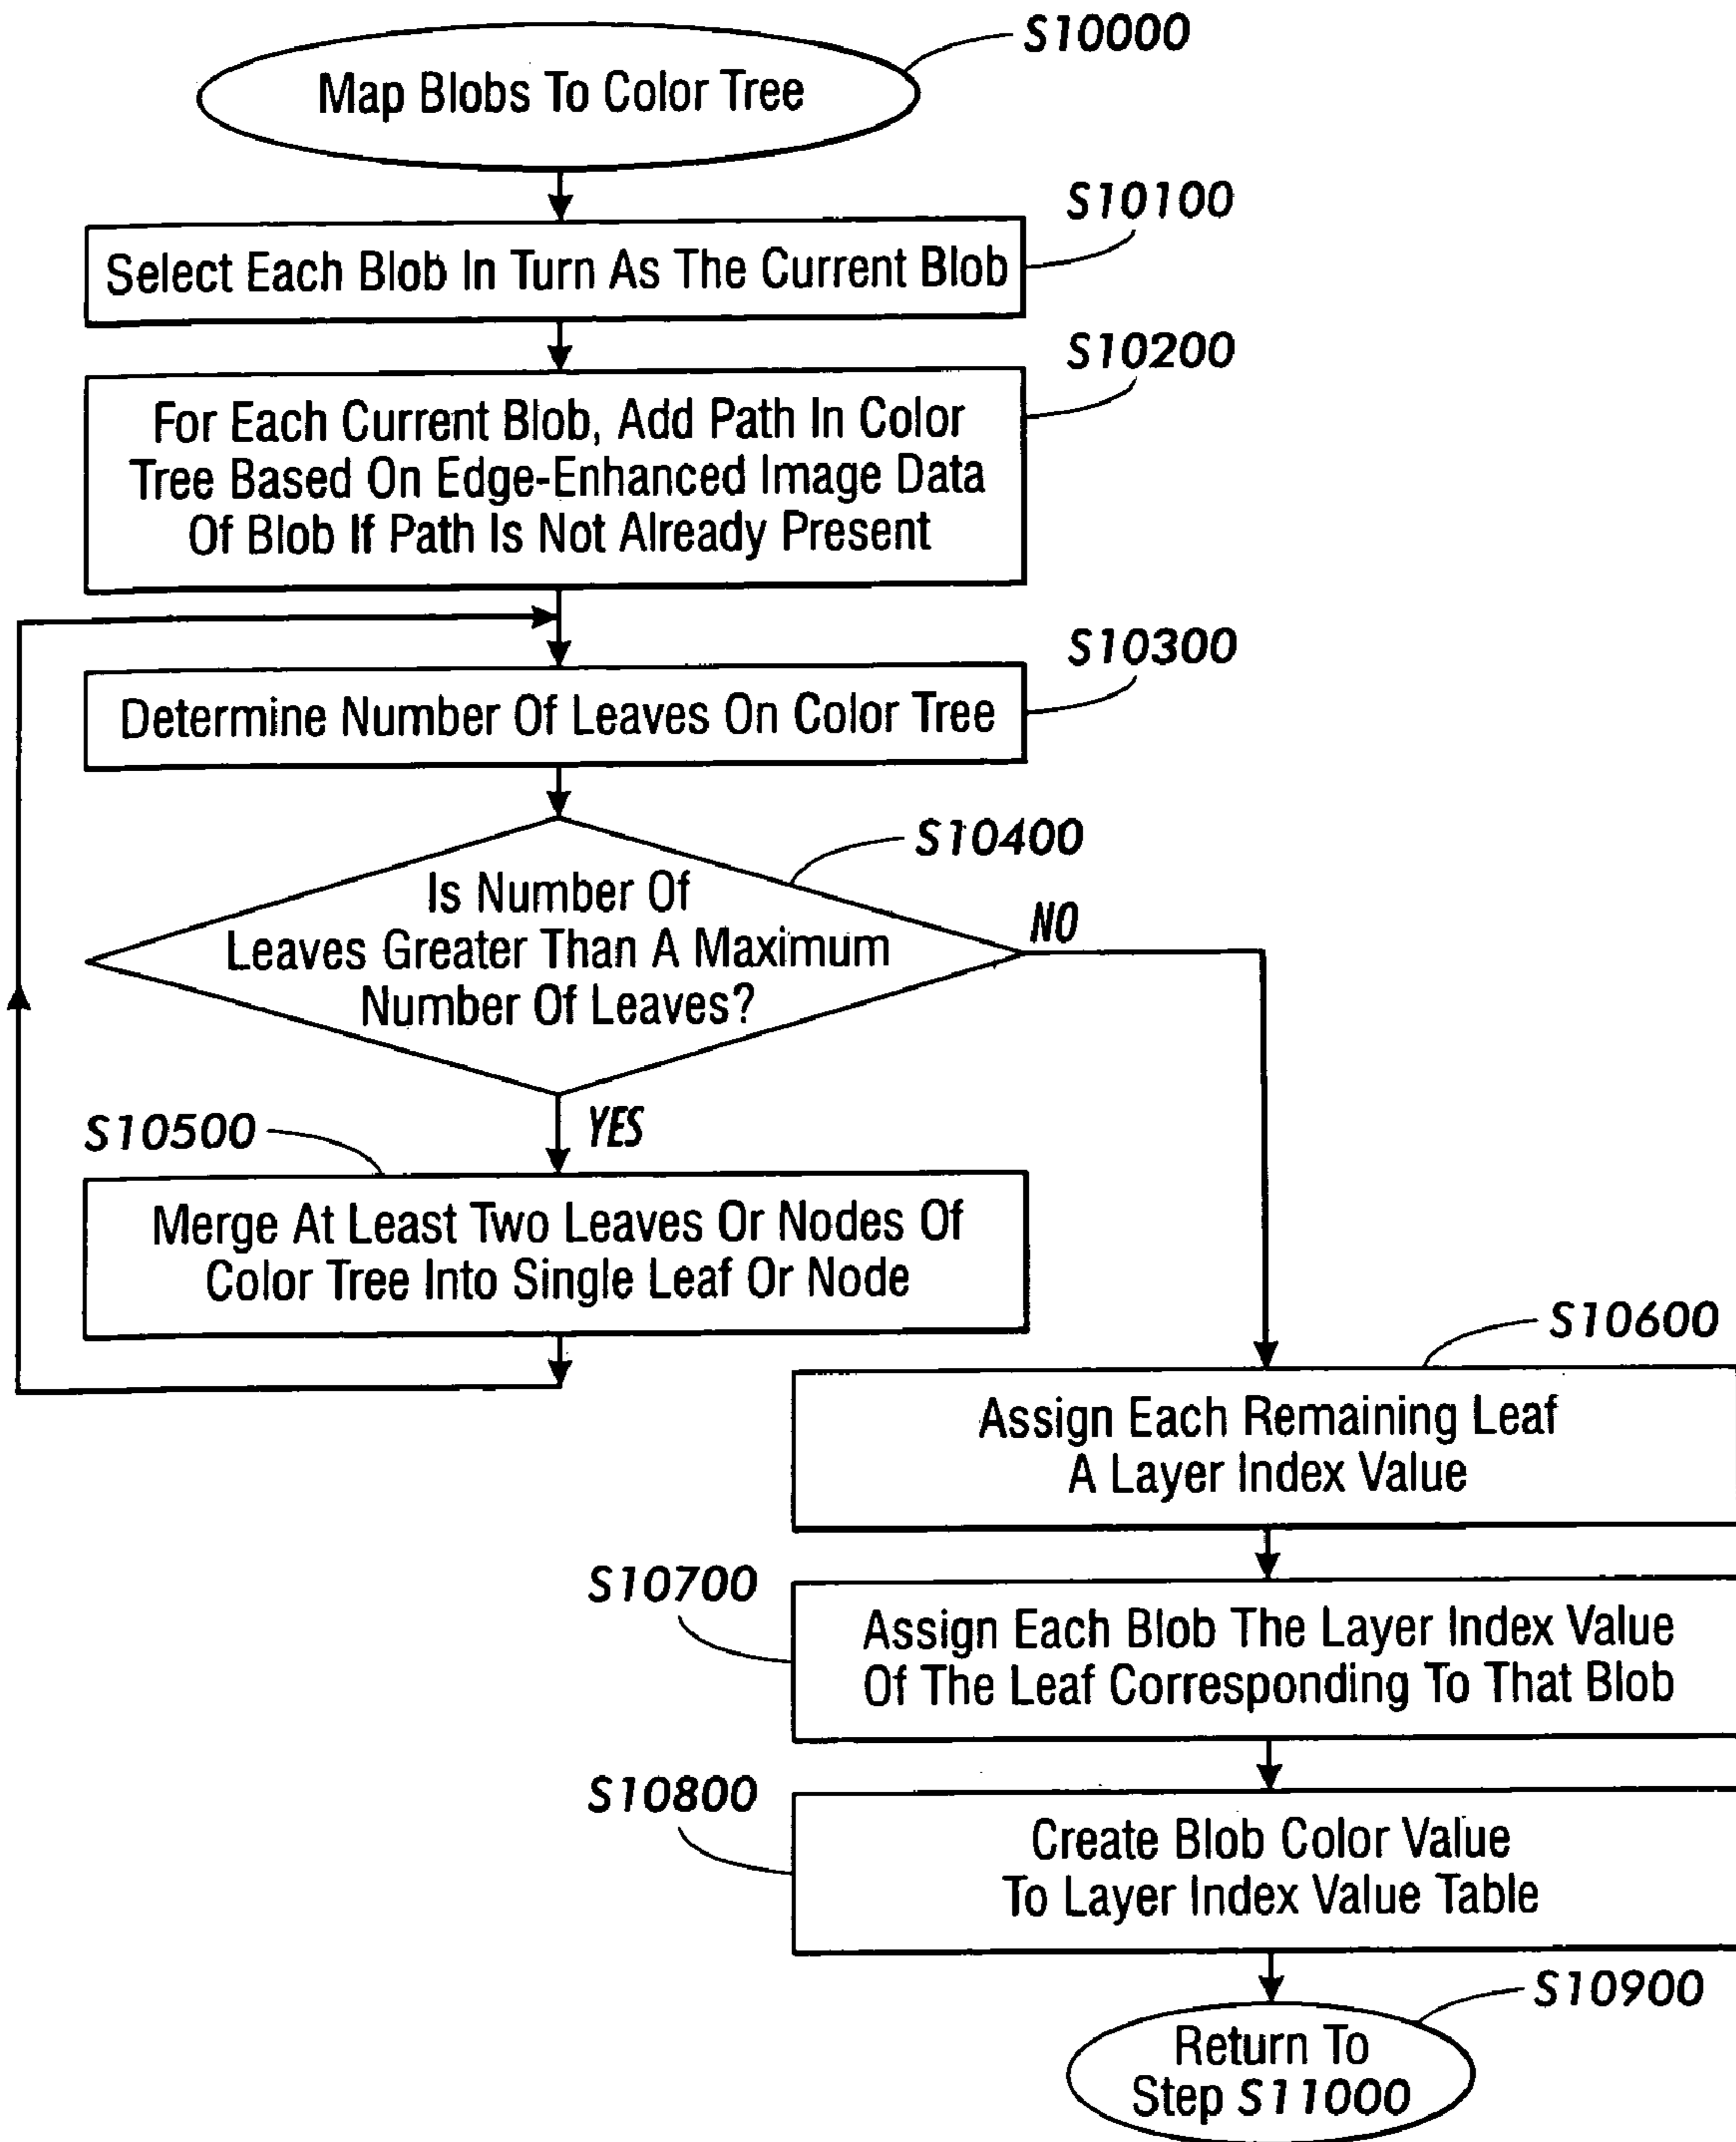 S10000
Map Blobs To Color Tree
S10100
Select Each Blob In Turn As The Current Blob
S10200
For Each Current Blob, Add Path In Color
Tree Based On Edge-Enhanced Image Data
Of Blob If Path Is Not Already Present
S10300
Determine Number Of Leaves On Color Tree
S10400
Is Number Of
Leaves Greater Than A Maximum
Number Of Leaves?
NO
YES
S10500
Merge At Least Two Leaves Or Nodes Of
Color Tree Into Single Leaf Or Node
S10600
Assign Each Remaining Leaf
A Layer Index Value
S10700
Assign Each Blob The Layer Index Value
Of The Leaf Corresponding To That Blob
S10800
Create Blob Color Value
To Layer Index Value Table
S10900
Return To
Step S11000